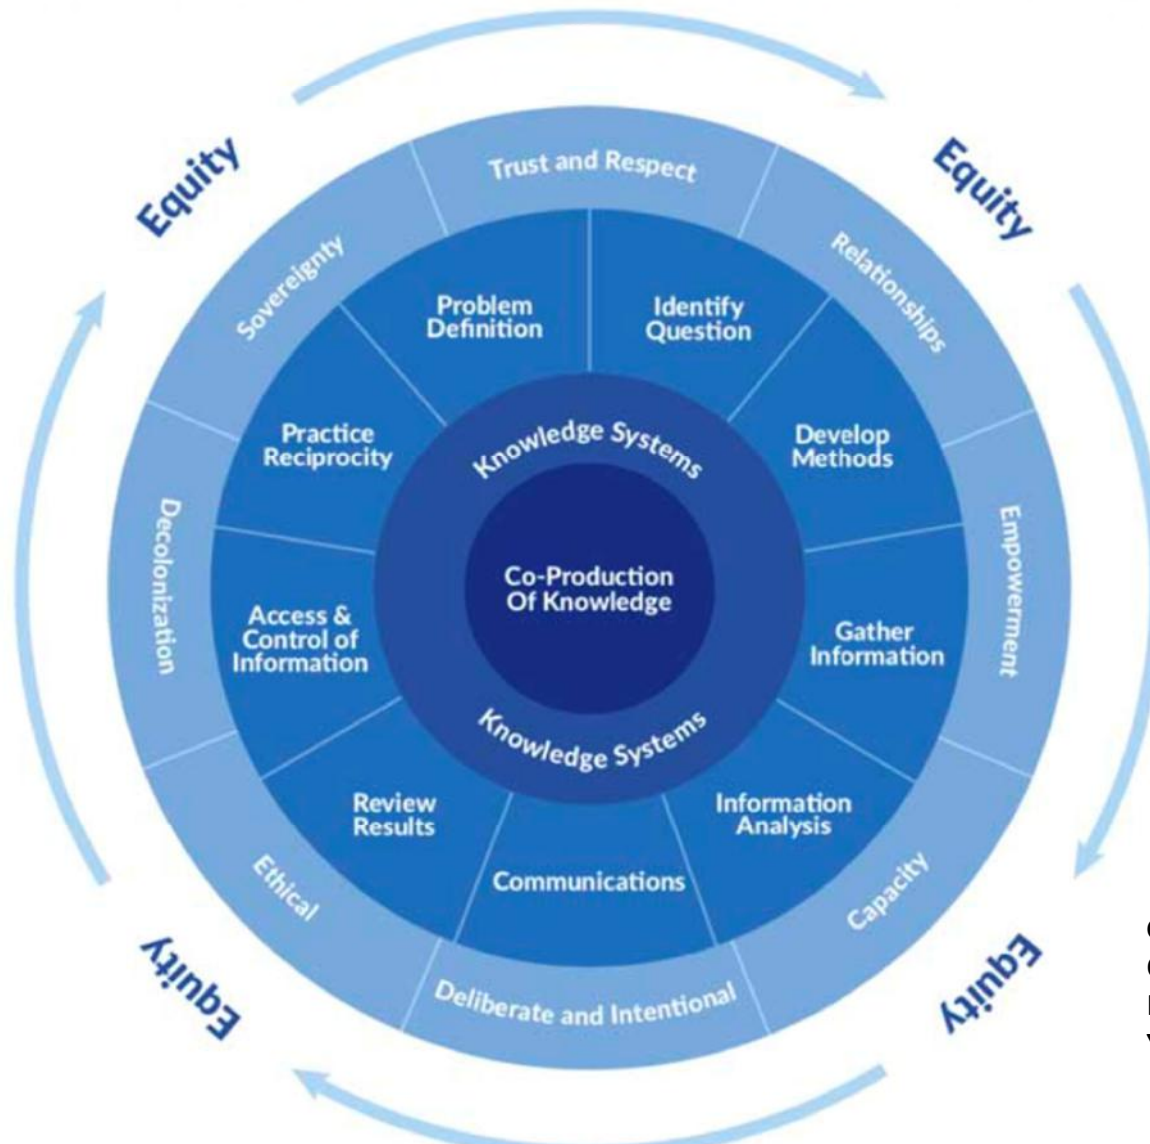 Equity
Equity
Trust and Respect
Sovereignty
Relationships
Problem
Definition
Identify
Question
Practice
Reciprocity
Knowledge Systems
Develop
Methods
Decolonization
Empowerment
Co-Production
Of Knowledge
Access &
Control of
Information
Gather
Information
Knowledge Systems
Review
Results
Information
Analysis
Communications
Ethical
Capacity
Deliberate and Intentional
Equity
Equity